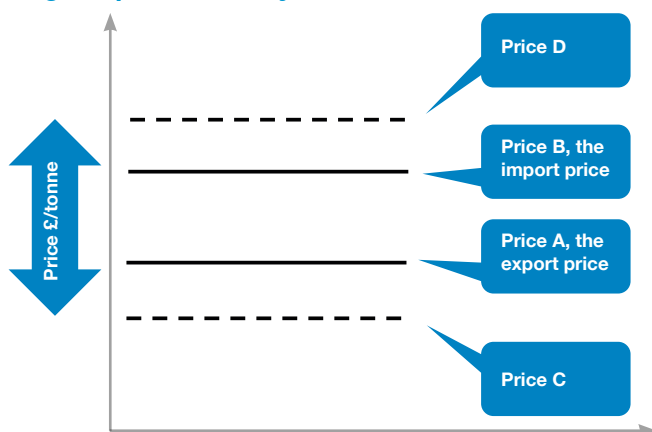 Price D
Price B, the
import price
Price £/tonne
Price A, the
export price
Price C